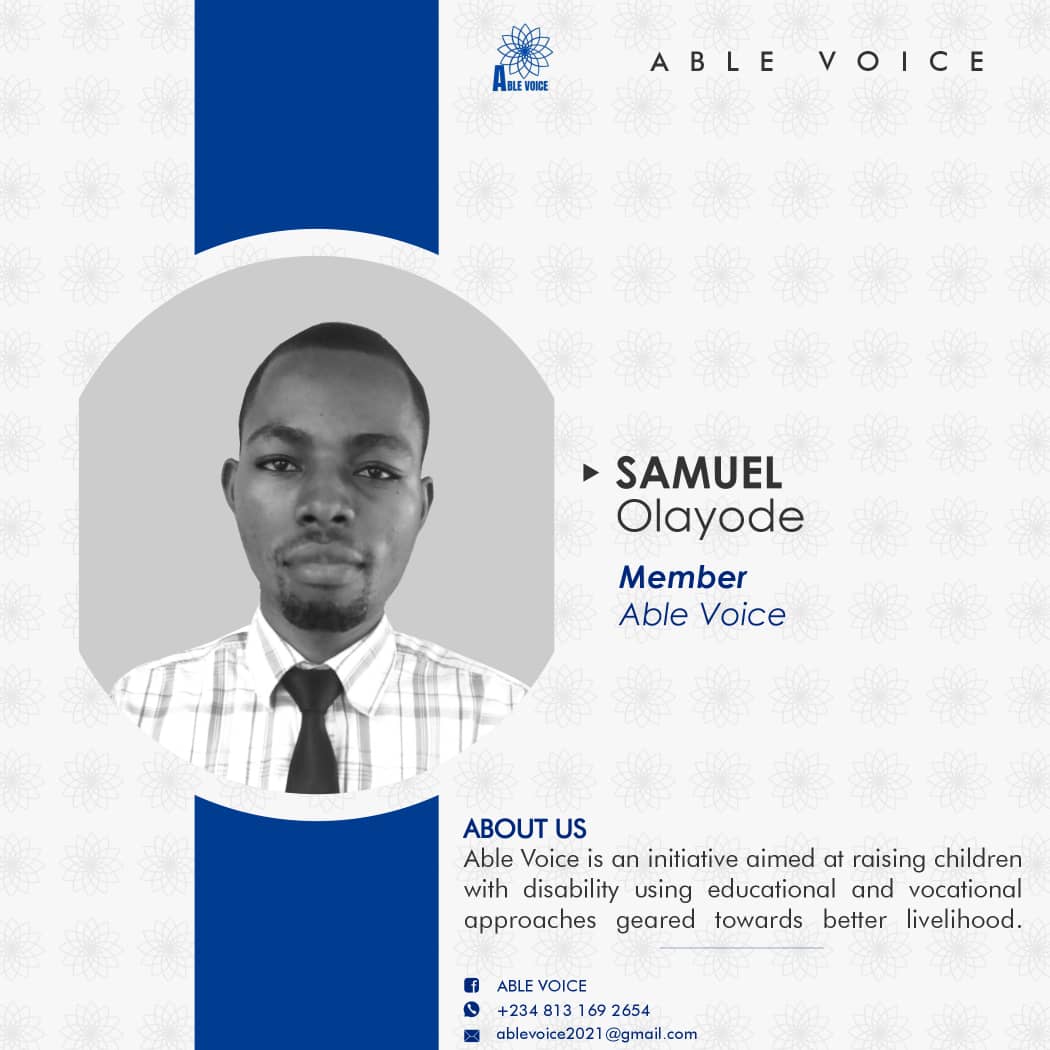 ABLE VOICE
ABLE VOICE
SAMUEL
Olayode
Member
Able Voice
ABOUT US
Able Voice is an initiative aimed at raising children
with disability using educational and vocational
approaches geared towards better livelihood.
ABLE VOICE
+234 813 169 2654
ablevoice2021@gmail.com